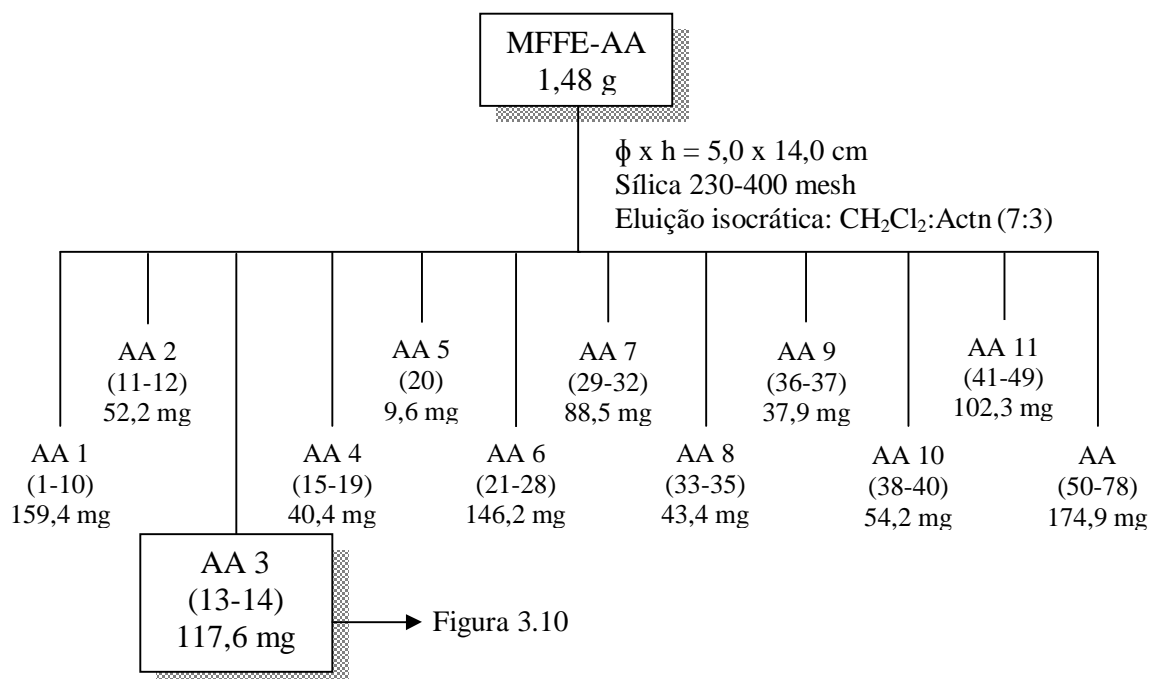 MFFE-AA
1,48 g
ϕ x h = 5,0 x 14,0 cm
Sílica 230-400 mesh
Eluição isocrática: CH₂Cl₂:Actn (7:3)
AA 1
(1-10)
159,4 mg
AA 2
(11-12)
52,2 mg
AA 3
(13-14)
117,6 mg
Figura 3.10
AA 4
(15-19)
40,4 mg
AA 5
(20)
9,6 mg
AA 6
(21-28)
146,2 mg
AA 7
(29-32)
88,5 mg
AA 8
(33-35)
43,4 mg
AA 9
(36-37)
37,9 mg
AA 10
(38-40)
54,2 mg
AA 11
(41-49)
102,3 mg
AA
(50-78)
174,9 mg